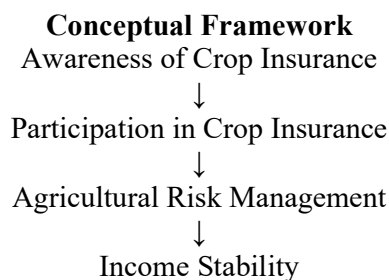 Conceptual Framework
Awareness of Crop Insurance
↓
Participation in Crop Insurance
↓
Agricultural Risk Management
↓
Income Stability